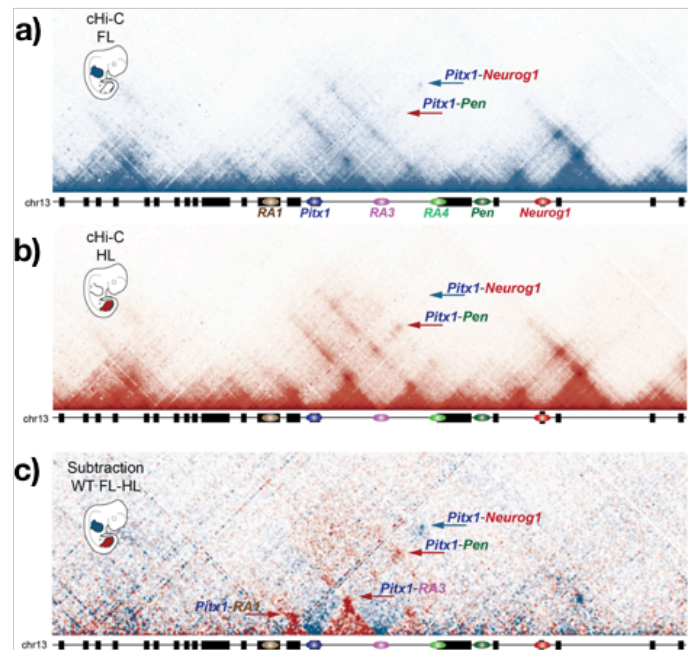 a)
cHi-C
FL
Pitx1-Neurog1
Pitx1-Pen
chr13
RA1 Pitx1 RA3 RA4 Pen Neurog1
b)
cHi-C
HL
Pitx1-Neurog1
Pitx1-Pen
chr13
c)
Subtraction
WT FL-HL
Pitx1-Neurog1
Pitx1-Pen
Pitx1-RA3
Pitx1-RA1
chr13